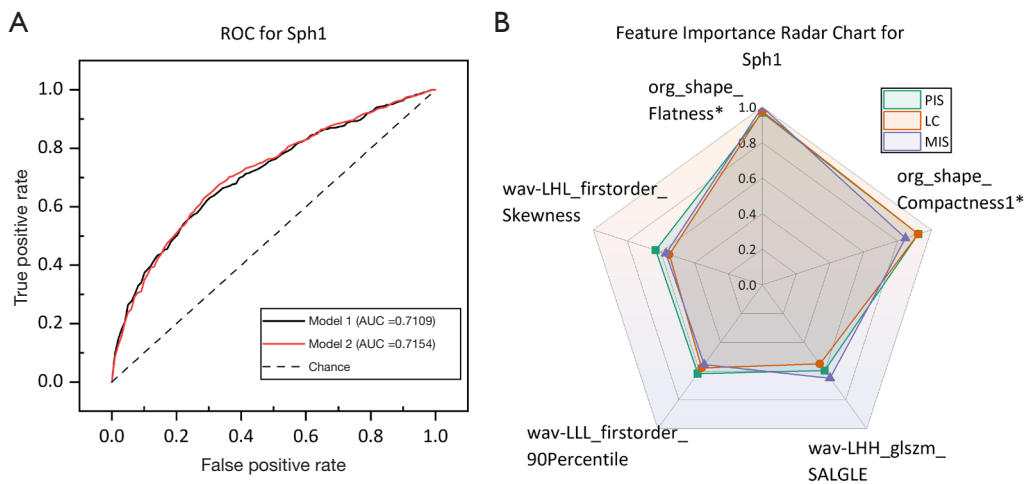 A
ROC for Sph1
True positive rate
1.0
0.8
0.6
0.4
0.2
0.0
Model 1 (AUC =0.7109)
Model 2 (AUC =0.7154)
Chance
0.0
0.2
0.4
0.6
0.8
1.0
False positive rate
B
Feature Importance Radar Chart for
Sph1
org_shape_
Flatness*
1.0
0.8
0.6
0.4
0.2
0.0
PIS
LC
MIS
org_shape_
Compactness1*
wav-LHL_firstorder_
Skewness
wav-LLL_firstorder_
90Percentile
wav-LHH_glszm_
SALGLE